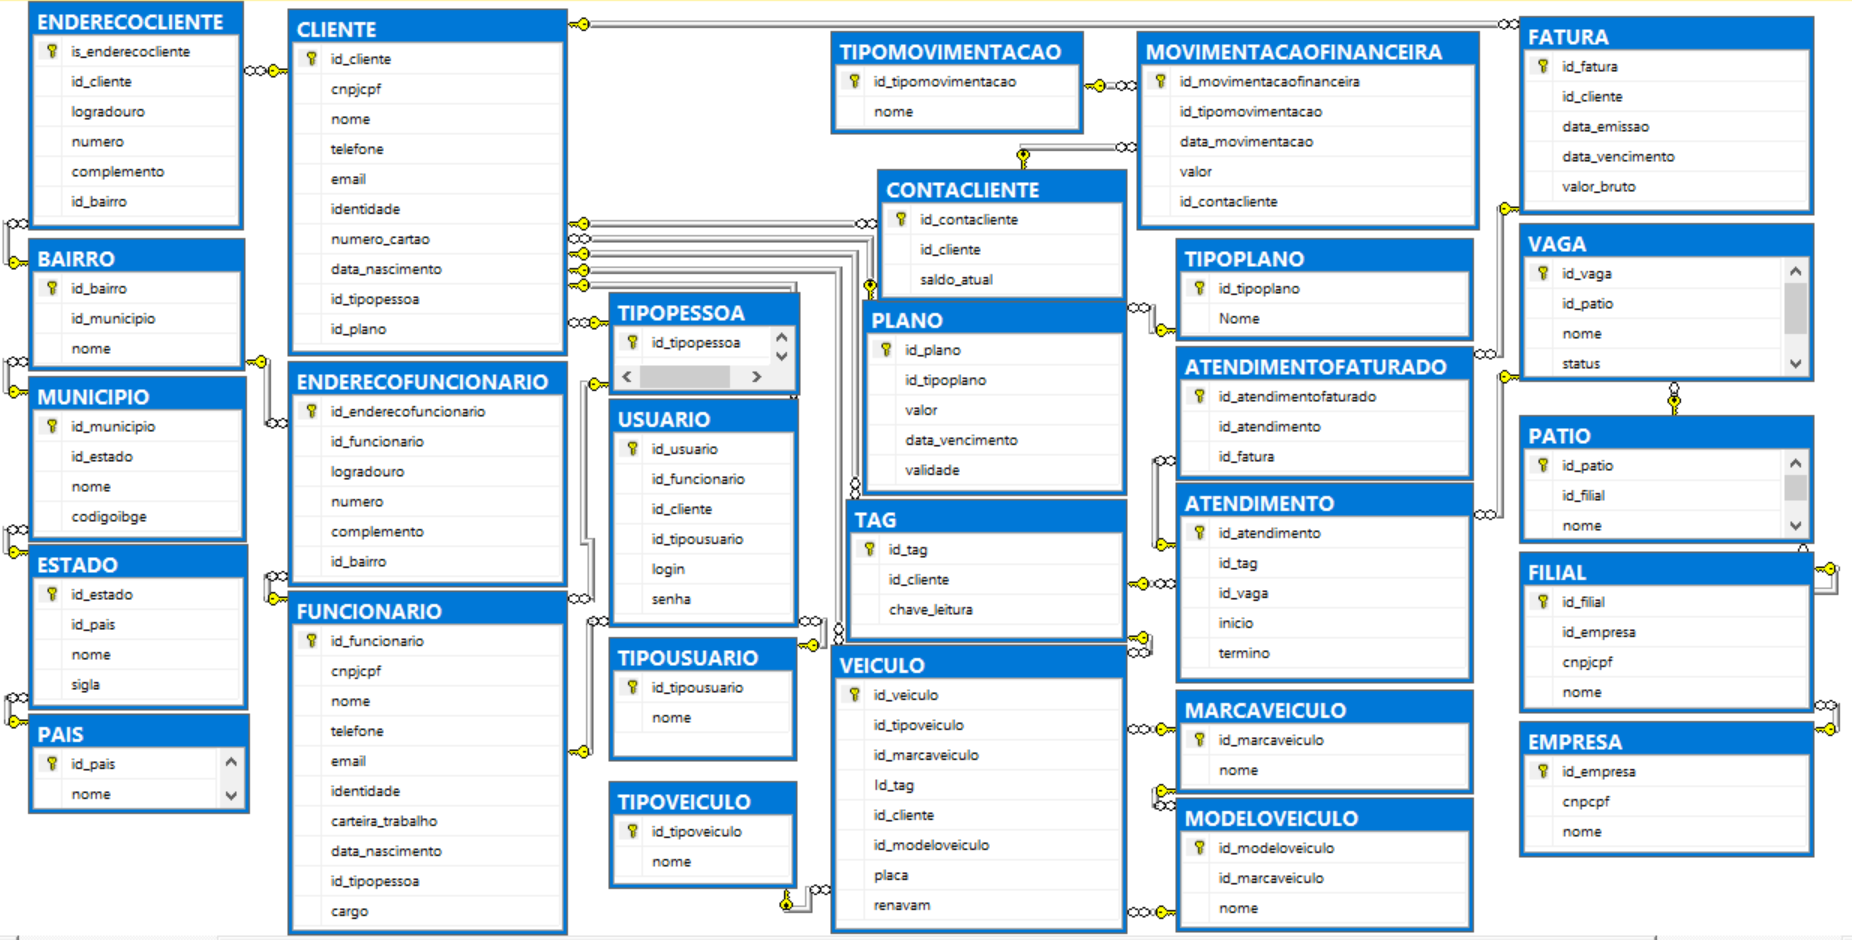 ENDERECOCLIENTE
is_enderecocliente
id_cliente
logradouro
numero
complemento
id_bairro
BAIRRO
id_bairro
id_municipio
nome
MUNICIPIO
id_municipio
id_estado
nome
codigoibge
ESTADO
id_estado
id_pais
nome
sigla
PAIS
id_pais
nome
CLIENTE
id_cliente
cnpjcpf
nome
telefone
email
identidade
numero_cartao
data_nascimento
id_tipopessoa
id_plano
ENDERECOFUNCIONARIO
id_enderecofuncionario
id_funcionario
logradouro
numero
complemento
id_bairro
FUNCIONARIO
id_funcionario
cnpjcpf
nome
telefone
email
identidade
carteira_trabalho
data_nascimento
id_tipopessoa
cargo
TIPOPESSOA
id_tipopessoa
USUARIO
id_usuario
id_funcionario
id_cliente
id_tipousuario
login
senha
TIPOUSUARIO
id_tipousuario
nome
TIPOVEICULO
id_tipoveiculo
nome
TIPOMOVIMENTACAO
id_tipomovimentacao
nome
CONTACLIENTE
id_contacliente
id_cliente
saldo_atual
PLANO
id_plano
id_tipoplano
valor
data_vencimento
validade
TAG
id_tag
id_cliente
chave_leitura
VEICULO
id_veiculo
id_tipoveiculo
id_marcaveiculo
Id_tag
id_cliente
id_modeloveiculo
placa
renavam
MOVIMENTACAOFINANCEIRA
id_movimentacaofinanceira
id_tipomovimentacao
data_movimentacao
valor
id_contacliente
TIPOPLANO
id_tipoplano
Nome
ATENDIMENTOFATURADO
id_atendimentofaturado
id_atendimento
id_fatura
ATENDIMENTO
id_atendimento
id_tag
id_vaga
inicio
termino
MARCAVEICULO
id_marcaveiculo
nome
MODELOVEICULO
id_modeloveiculo
id_marcaveiculo
nome
FATURA
id_fatura
id_cliente
data_emissao
data_vencimento
valor_bruto
VAGA
id_vaga
id_patio
nome
status
PATIO
id_patio
id_filial
nome
FILIAL
id_filial
id_empresa
cnpjcpf
nome
EMPRESA
id_empresa
cnpcpf
nome